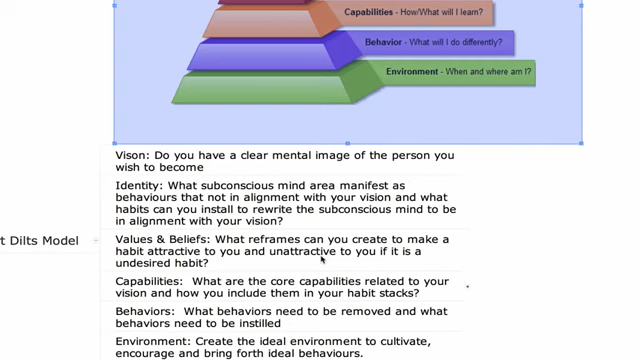 Capabilities - How/What will I learn?
Behavior - What will I do differently?
Environment - When and where am I?
Vison: Do you have a clear mental image of the person you
wish to become
Identity: What subconscious mind area manifest as
behaviours that not in alignment with your vision and what
habits can you install to rewrite the subconscious mind to be
in alignment with your vision?
t Dilts Model
Values & Beliefs: What reframes can you create to make a
habit attractive to you and unattractive to you if it is a
undesired habit?
Capabilities: What are the core capabilities related to your
vision and how you include them in your habit stacks?
Behaviors: What behaviors need to be removed and what
behaviors need to be instilled
Environment: Create the ideal environment to cultivate,
encourage and bring forth ideal behaviours.